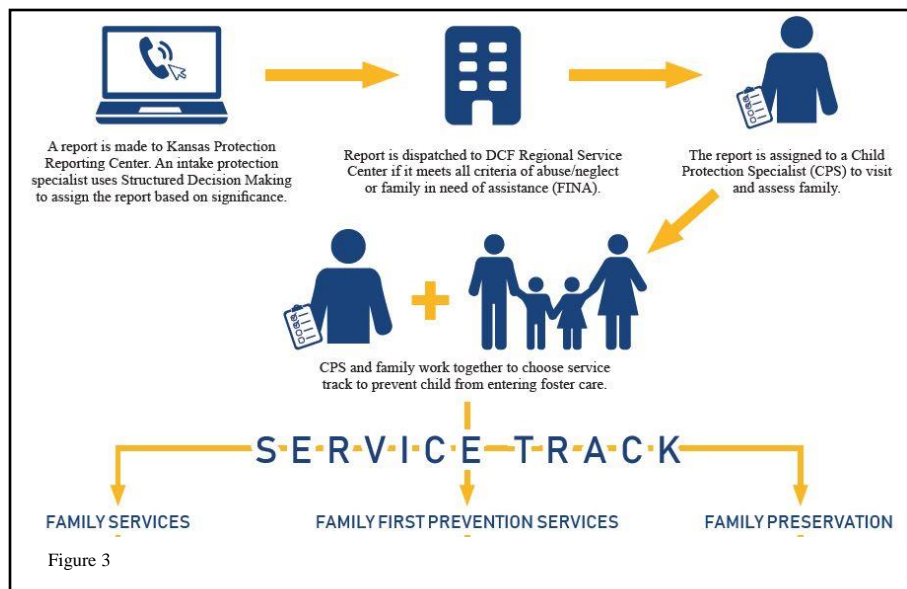 A report is made to Kansas Protection
Reporting Center. An intake protection
specialist uses Structured Decision Making
to assign the report based on significance.
Report is dispatched to DCF Regional Service
Center if it meets all criteria of abuse/neglect
or family in need of assistance (FINA).
The report is assigned to a Child
Protection Specialist (CPS) to visit
and assess family.
CPS and family work together to choose service
track to prevent child from entering foster care.
SERVICE TRACK
FAMILY SERVICES
FAMILY FIRST PREVENTION SERVICES
FAMILY PRESERVATION
Figure 3